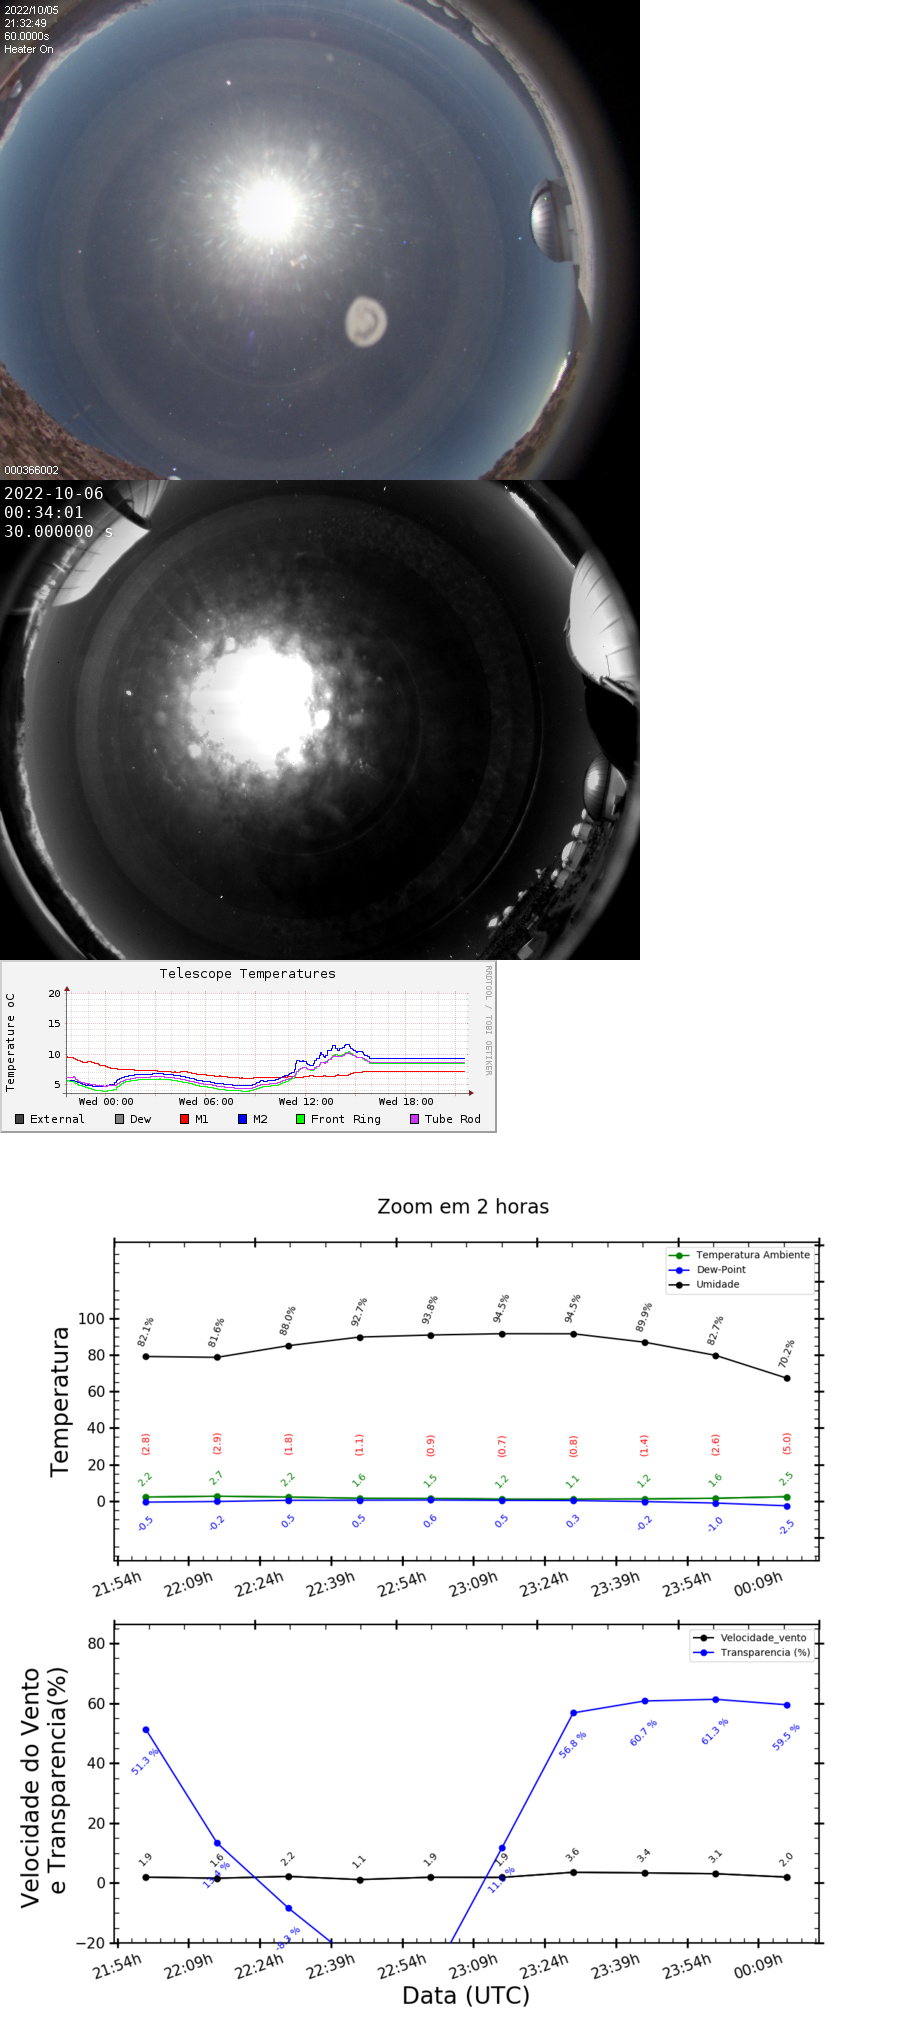 2022/10/05
21:32:49
60.0000s
Heater On
000366002
2022-10-06
00:34:01
30.000000 s
Telescope Temperatures
Temperature oC
20
15
10
5
Wed 00:00 Wed 06:00 Wed 12:00 Wed 18:00
External Dew M1 M2 Front Ring Tube Rod
RRDTOOL / TOBI OETIKER
Zoom em 2 horas
Temperatura
Temperatura Ambiente
Dew-Point
Umidade
100
80
60
40
20
0
82.1% 81.6% 88.0% 92.7% 93.8% 94.5% 94.5% 89.9% 82.7% 70.2%
(2.8) (2.9) (1.8) (1.1) (0.9) (0.7) (0.8) (1.4) (2.6) (5.0)
2.2 2.7 2.2 1.6 1.5 1.2 1.1 1.2 1.6 2.5
-0.5 -0.2 0.5 0.5 0.6 0.5 0.3 -0.2 -1.0 -2.5
21:54h 22:09h 22:24h 22:39h 22:54h 23:09h 23:24h 23:39h 23:54h 00:09h
Velocidade do Vento
e Transparencia(%)
Velocidade_vento
Transparencia (%)
80
60
40
20
0
−20
1.9 1.6 2.2 1.1 1.9 1.9 3.6 3.4 3.1 2.0
51.3 % -8.3 % 56.8 % 60.7 % 61.3 % 59.5 %
21:54h 22:09h 22:24h 22:39h 22:54h 23:09h 23:24h 23:39h 23:54h 00:09h
Data (UTC)